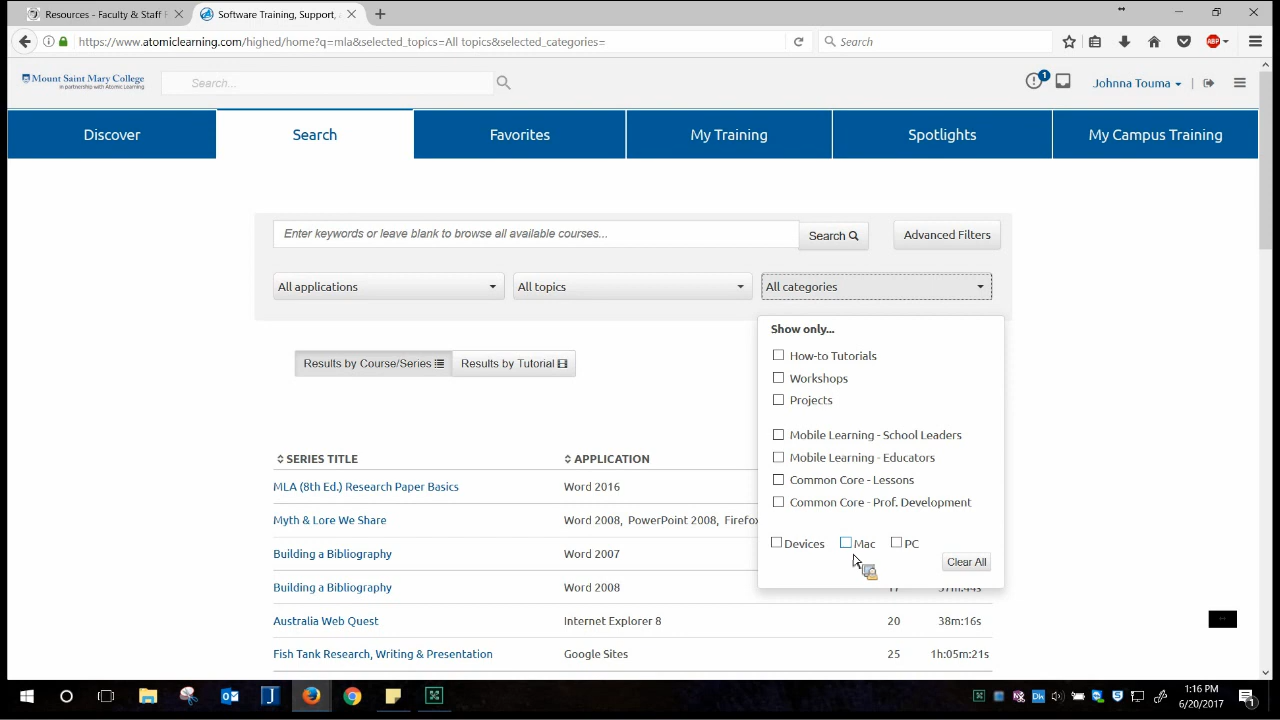 Resources - Faculty & Staff F
Software Training, Support,
https://www.atomiclearning.com/highed/home?q=mla&selected_topics=All topics&selected_categories=
Search
ABP
Mount Saint Mary College
in partnership with Atomic Learning
Search...
1
Johnna Touma
Discover
Search
Favorites
My Training
Spotlights
My Campus Training
Enter keywords or leave blank to browse all available courses...
Search
Advanced Filters
All applications
All topics
All categories
Show only...
How-to Tutorials
Workshops
Projects
Mobile Learning - School Leaders
Mobile Learning - Educators
Common Core - Lessons
Common Core - Prof. Development
Devices
Mac
PC
Clear All
Results by Course/Series
Results by Tutorial
SERIES TITLE
APPLICATION
MLA (8th Ed.) Research Paper Basics
Word 2016
Myth & Lore We Share
Word 2008, PowerPoint 2008, Firefox
Building a Bibliography
Word 2007
Building a Bibliography
Word 2008
Australia Web Quest
Internet Explorer 8
20
38m:16s
Fish Tank Research, Writing & Presentation
Google Sites
25
1h:05m:21s
1:16 PM
6/20/2017
1